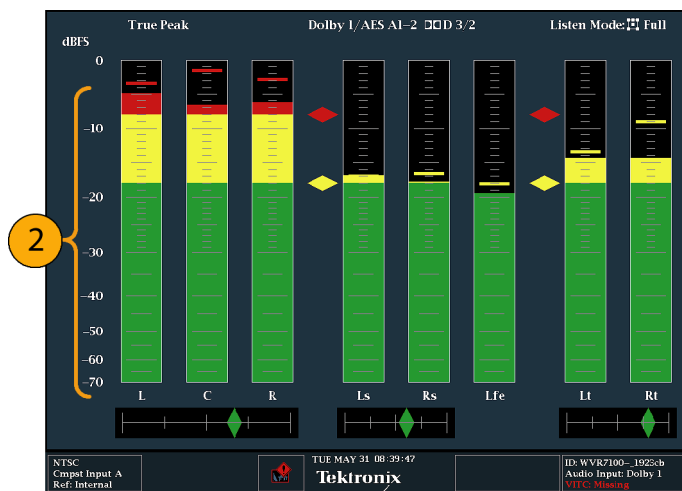 True Peak
Dolby 1/AES A1-2 D 3/2
Listen Mode: Full
dBFS
0
-10
-20
-30
-40
-50
-60
-70
2
L C R Ls Rs Lfe Lt Rt
NTSC
Cmpst Input A
Ref: Internal
TUE MAY 31 08:39:47
Tektronix
ID: WVR7100-_1923cb
Audio Input: Dolby 1
VITC: Missing